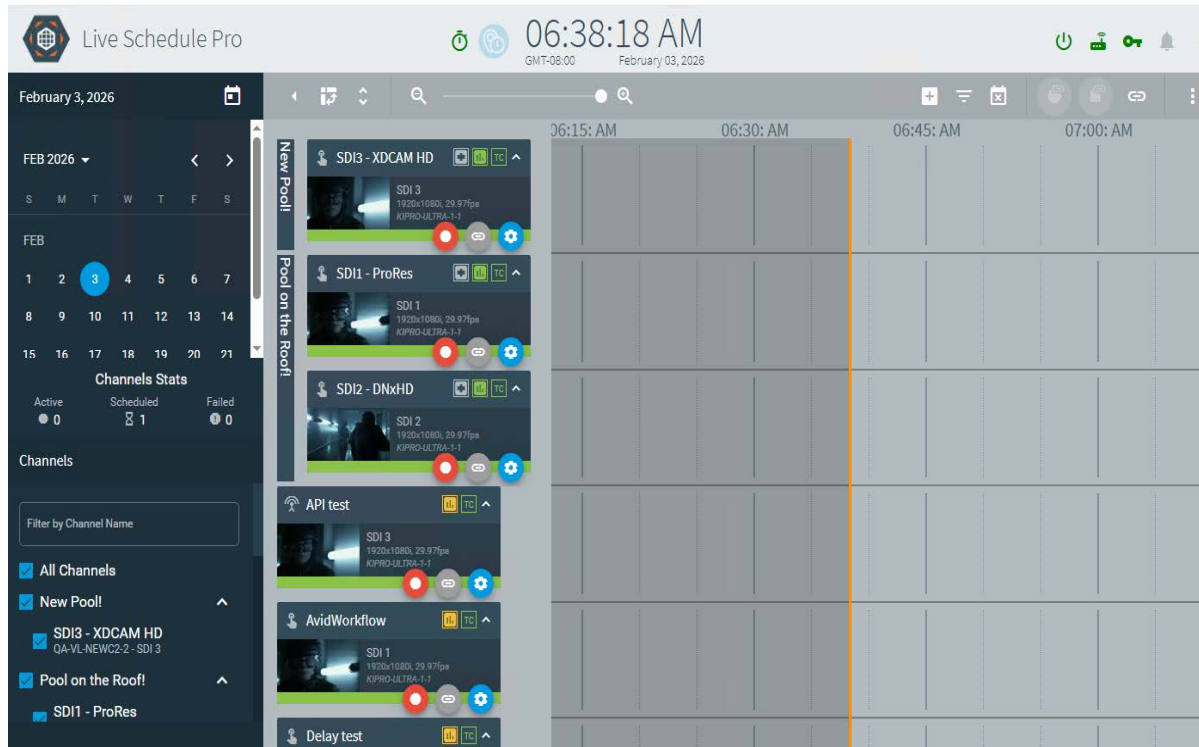 Live Schedule Pro
06:38:18 AM
GMT-08:00 February 03, 2026
February 3, 2026
FEB 2026
S M T W T F S
FEB
1 2 3 4 5 6 7
8 9 10 11 12 13 14
15 16 17 18 19 20 21
Channels Stats
Active Scheduled Failed
0 1 0
Channels
Filter by Channel Name
All Channels
New Pool!
SDI3 - XDCAM HD
QA-VL-NEWC2-2 - SDI 3
Pool on the Roof!
SDI1 - ProRes
06:15: AM 06:30: AM 06:45: AM 07:00: AM
New Pool!
SDI3 - XDCAM HD TC
SDI 3
1920x1080i, 29.97fps
KIPRO-ULTRA-1-1
Pool on the Roof!
SDI1 - ProRes TC
SDI 1
1920x1080i, 29.97fps
KIPRO-ULTRA-1-1
SDI2 - DNxHD TC
SDI 2
1920x1080i, 29.97fps
KIPRO-ULTRA-1-1
API test TC
SDI 3
1920x1080i, 29.97fps
KIPRO-ULTRA-1-1
AvidWorkflow TC
SDI 1
1920x1080i, 29.97fps
KIPRO-ULTRA-1-1
Delay test TC